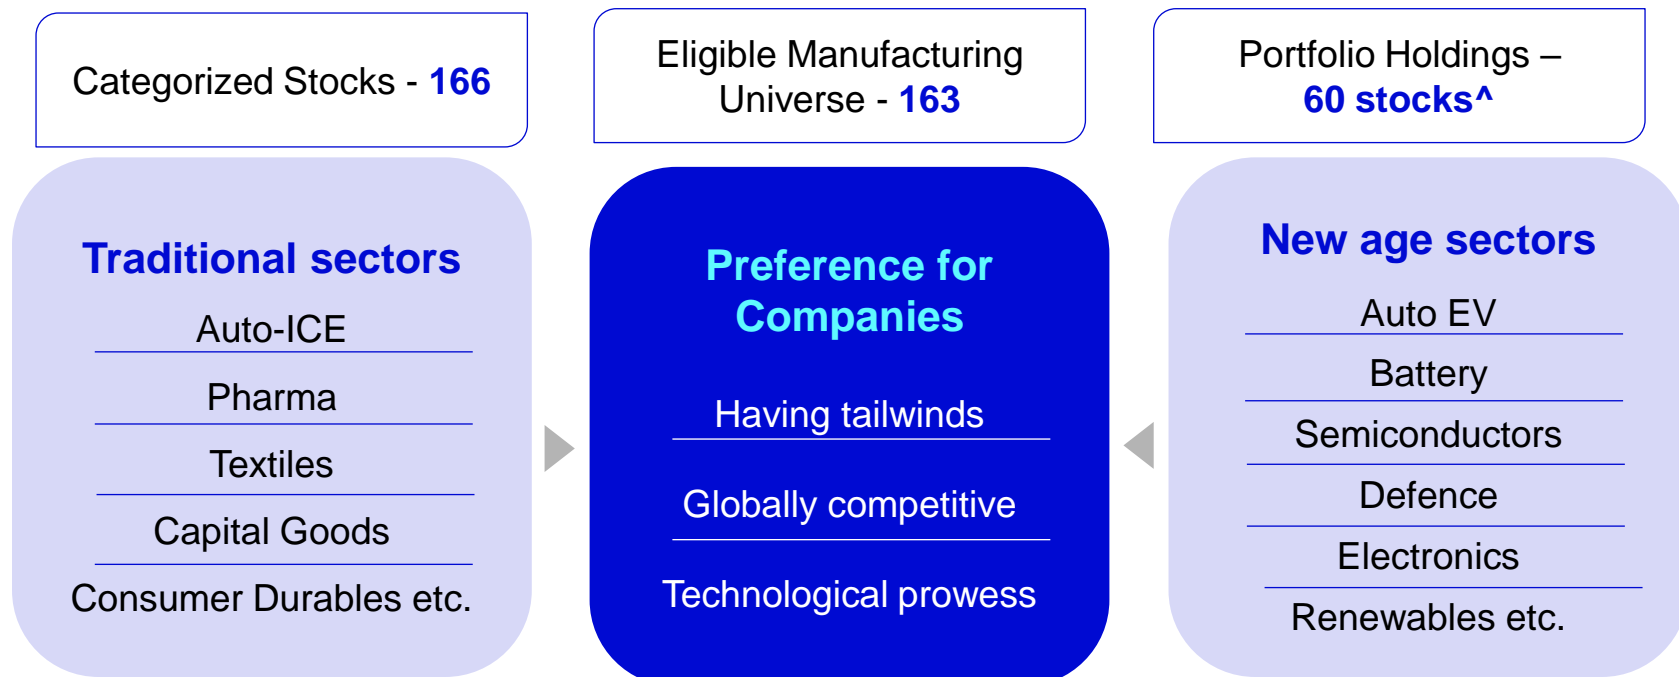 Categorized Stocks - 166
Eligible Manufacturing
Universe - 163
Portfolio Holdings –
60 stocks^
Traditional sectors
Auto-ICE
Pharma
Textiles
Capital Goods
Consumer Durables etc.
Preference for
Companies
Having tailwinds
Globally competitive
Technological prowess
New age sectors
Auto EV
Battery
Semiconductors
Defence
Electronics
Renewables etc.